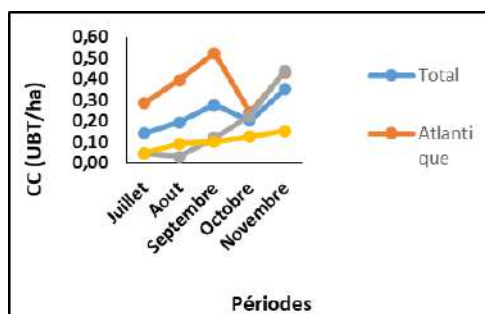 0,60
0,50
0,40
0,30
0,20
0,10
0,00
CC (UBT/ha)
Juillet
Aout
Septembre
Octobre
Novembre
Périodes
Total
Atlanti
que